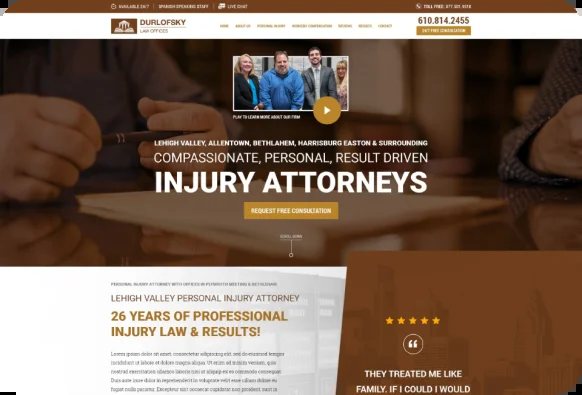 AVAILABLE 24/7
SPANISH SPEAKING STAFF
LIVE CHAT
TOLL FREE: 877.501.3518
DURLOFSKY
LAW OFFICES
HOME ABOUT US PERSONAL INJURY WORKERS COMPENSATION REVIEWS RESULTS CONTACT
610.814.2455
24/7 FREE CONSULTATION
PLAY TO LEARN MORE ABOUT OUR FIRM
LEHIGH VALLEY, ALLENTOWN, BETHLAHEM, HARRISBURG EASTON & SURROUNDING
COMPASSIONATE, PERSONAL, RESULT DRIVEN
INJURY ATTORNEYS
REQUEST FREE CONSULTATION
SCROLL DOWN
PERSONAL INJURY ATTORNEY WITH OFFICES IN PLYMOUTH MEETING & BETHLEHEM
LEHIGH VALLEY PERSONAL INJURY ATTORNEY
26 YEARS OF PROFESSIONAL
INJURY LAW & RESULTS!
Lorem ipsum dolor sit amet, consectetur adipiscing elit, sed do eiusmod tempor
incididunt ut labore et dolore magna aliqua. Ut enim ad minim veniam, quis
nostrud exercitation ullamco laboris nisi ut aliquip ex ea commodo consequat.
Duis aute irure dolor in reprehenderit in voluptate velit esse cillum dolore eu
fugiat nulla pariatur. Excepteur sint occaecat cupidatat non proident, sunt in
THEY TREATED ME LIKE
FAMILY. IF I COULD I WOULD